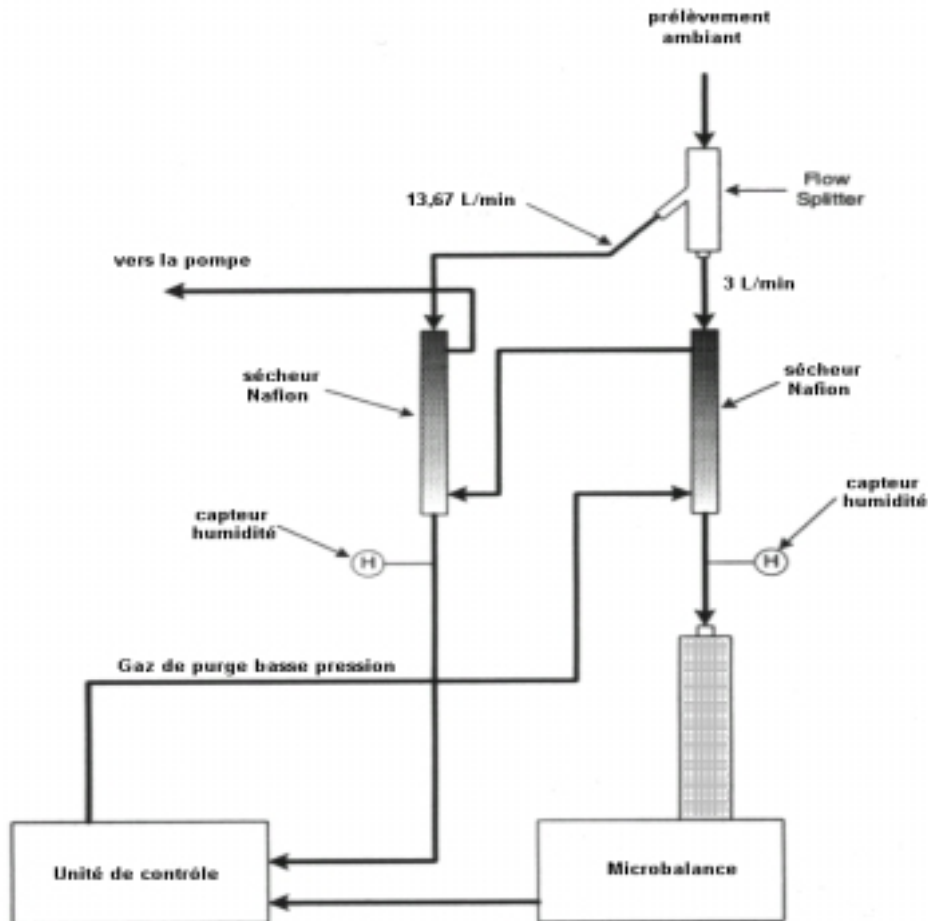 prélèvement
ambiant
Flow
Splitter
13,67 L/min
vers la pompe
3 L/min
sécheur
Nafion
sécheur
Nafion
capteur
humidité
capteur
humidité
H
H
Gaz de purge basse pression
Unité de contrôle
Microbalance